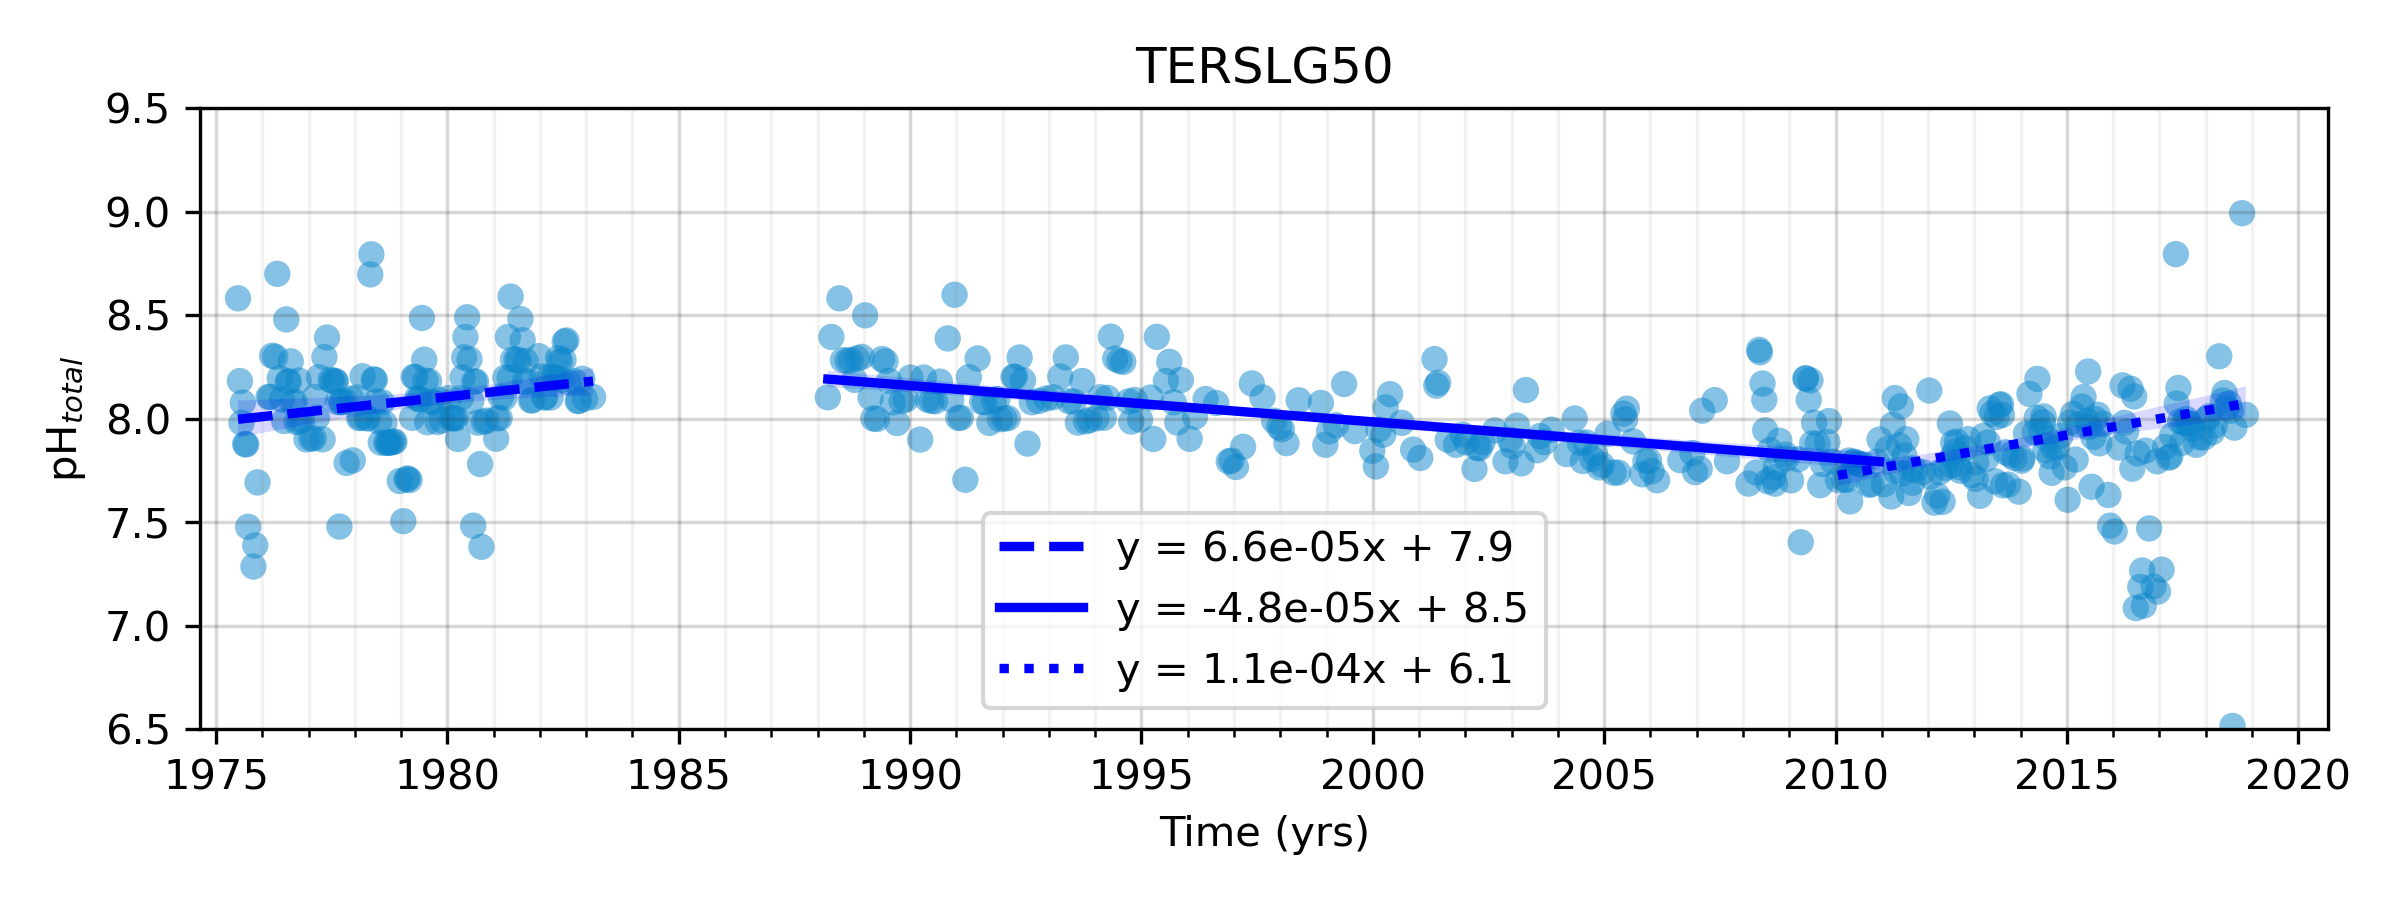 TERSLG50
9.5
9.0
8.5
8.0
7.5
7.0
6.5
pH_total
y = 6.6e-05x + 7.9
y = -4.8e-05x + 8.5
y = 1.1e-04x + 6.1
1975 1980 1985 1990 1995 2000 2005 2010 2015 2020
Time (yrs)